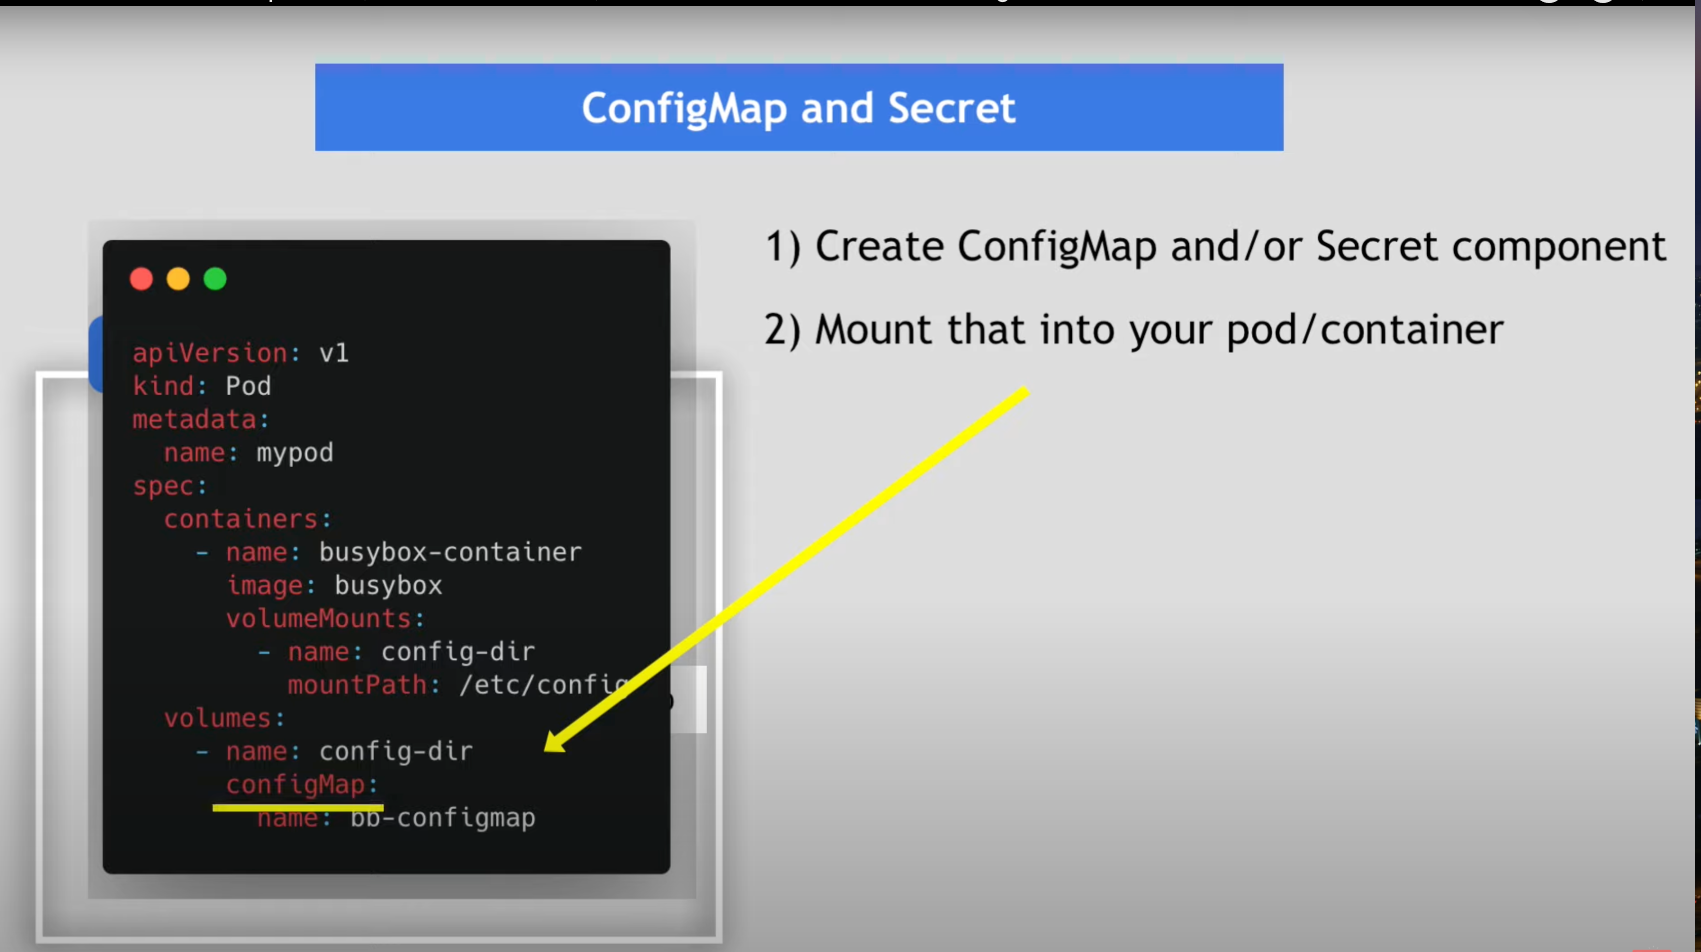 ConfigMap and Secret
1) Create ConfigMap and/or Secret component
2) Mount that into your pod/container
apiVersion: v1
kind: Pod
metadata:
  name: mypod
spec:
  containers:
    - name: busybox-container
      image: busybox
      volumeMounts:
        - name: config-dir
          mountPath: /etc/config
  volumes:
    - name: config-dir
      configMap:
        name: bb-configmap